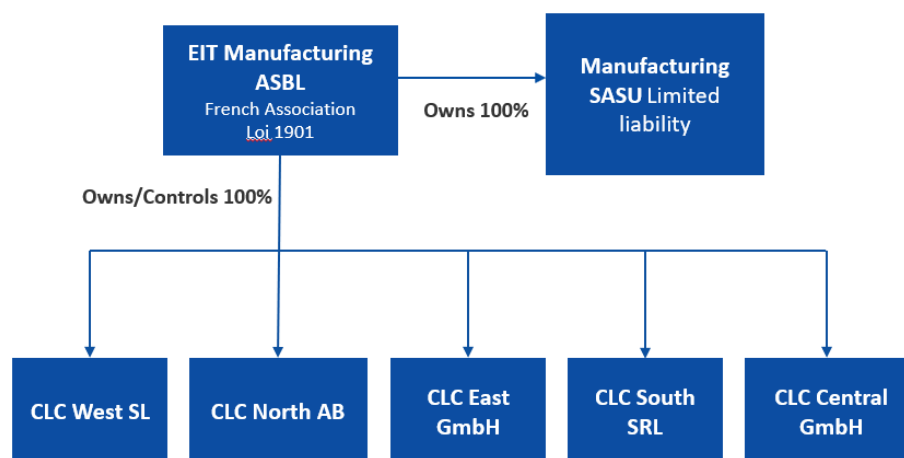 EIT Manufacturing
ASBL
French Association
Loi 1901
Owns 100%
Manufacturing
SASU Limited
liability
Owns/Controls 100%
CLC West SL
CLC North AB
CLC East
GmbH
CLC South
SRL
CLC Central
GmbH